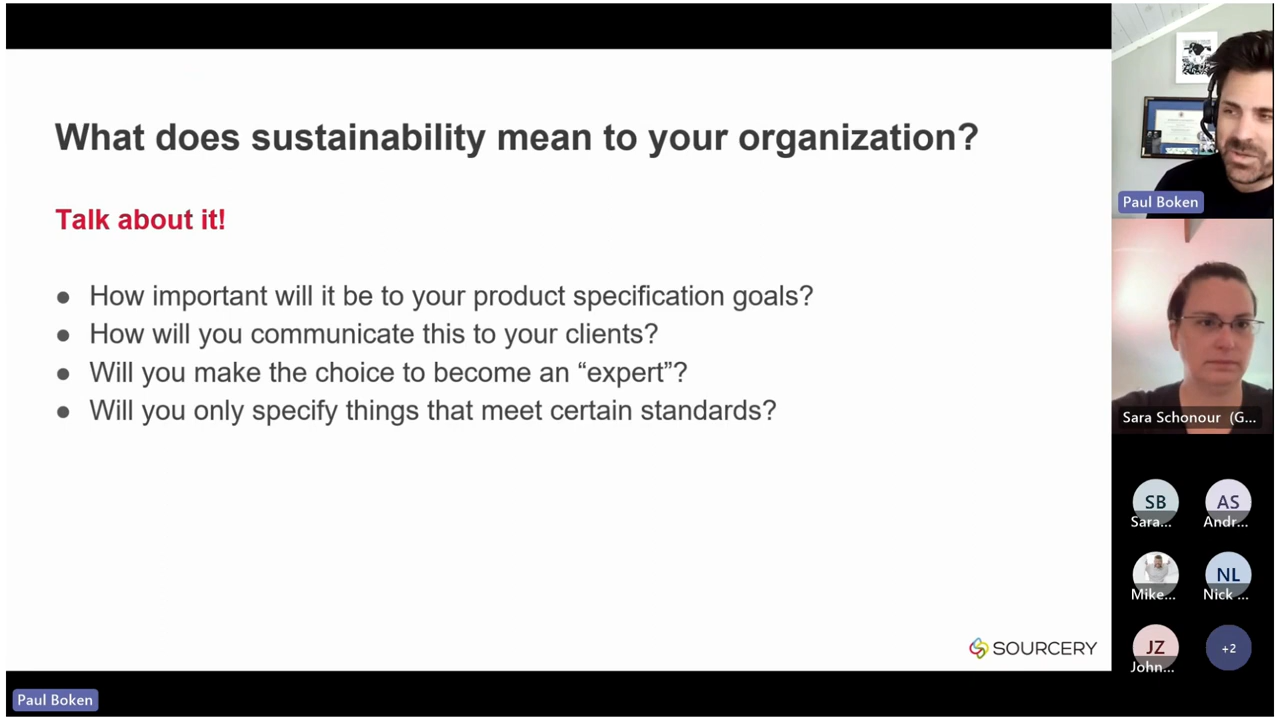 What does sustainability mean to your organization?
Talk about it!
● How important will it be to your product specification goals?
● How will you communicate this to your clients?
● Will you make the choice to become an “expert”?
● Will you only specify things that meet certain standards?
SOURCERY
Paul Boken
Paul Boken
Sara Schonour (G...
SB
Sara...
AS
Andr...
Mike...
NL
Nick ...
JZ
John...
+2